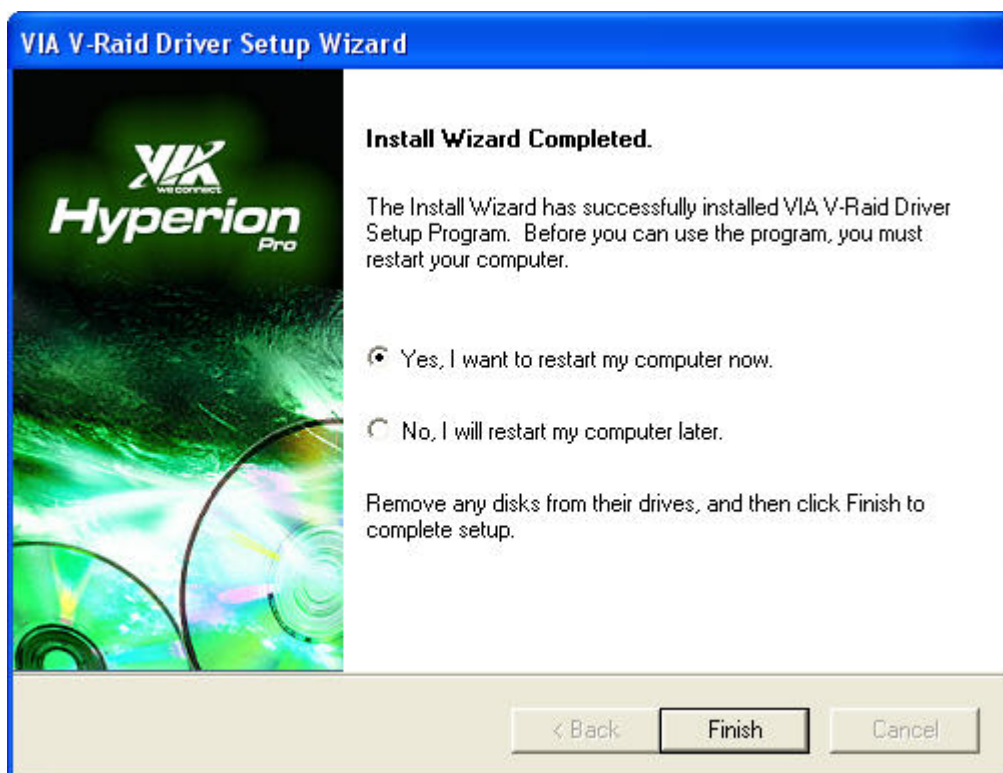 VIA V-Raid Driver Setup Wizard
VIA
we connect
Hyperion
Pro
Install Wizard Completed.
The Install Wizard has successfully installed VIA V-Raid Driver
Setup Program. Before you can use the program, you must
restart your computer.
Yes, I want to restart my computer now.
No, I will restart my computer later.
Remove any disks from their drives, and then click Finish to
complete setup.
< Back
Finish
Cancel